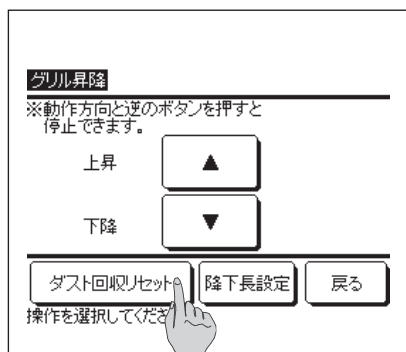 グリル昇降
※動作方向と逆のボタンを押すと
停止できます。
上昇 ▲
下降 ▼
ダスト回収リセット 降下長設定 戻る
操作を選択してくださ